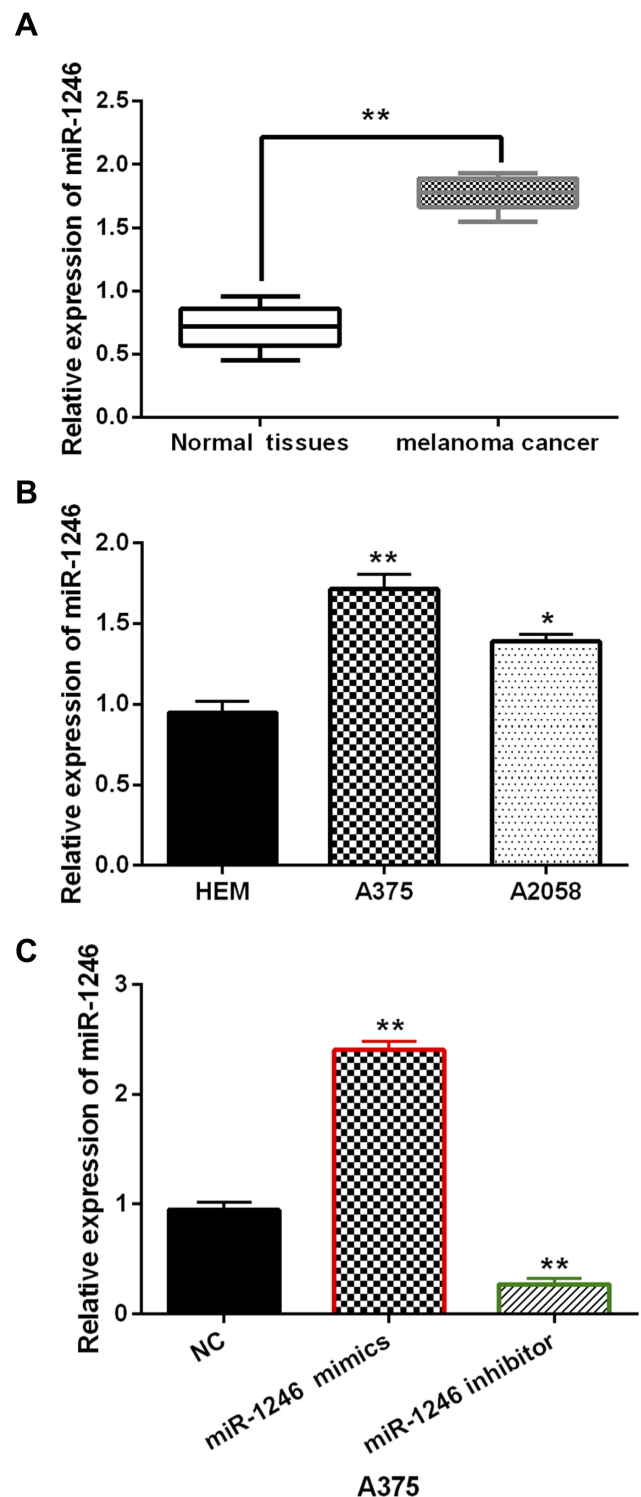 A
Relative expression of miR-1246
2.5
2.0
1.5
1.0
0.5
0.0
**
Normal tissues
melanoma cancer
B
Relative expression of miR-1246
2.0
1.5
1.0
0.5
0.0
**
*
HEM
A375
A2058
C
Relative expression of miR-1246
3
2
1
0
**
**
NC
miR-1246 mimics
miR-1246 inhibitor
A375